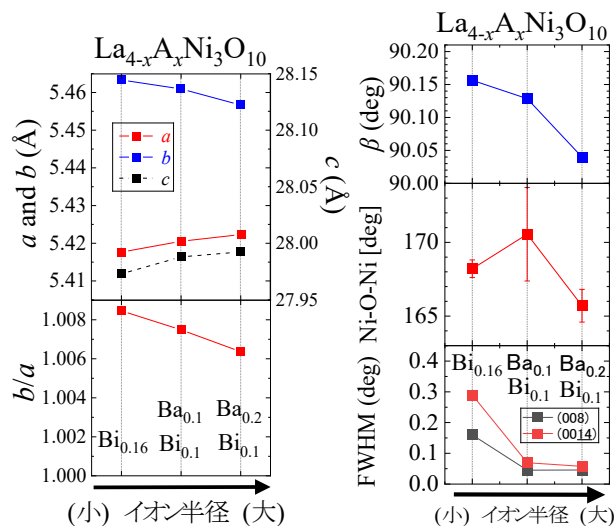 La4-xAxNi3O10
5.46
5.45
5.44
5.43
5.42
5.41
a and b (Å)
a
b
c
28.15
28.10
28.05
28.00
27.95
c (Å)
1.008
1.006
1.004
1.002
1.000
b/a
Bi0.16
Ba0.1
Bi0.1
Ba0.2
Bi0.1
(小) イオン半径 (大)
La4-xAxNi3O10
90.20
90.15
90.10
90.05
90.00
β (deg)
170
165
Ni-O-Ni [deg]
0.4
0.3
0.2
0.1
0.0
FWHM (deg)
Bi0.16
Ba0.1
Bi0.1
Ba0.2
Bi0.1
(008)
(0014)
(小) イオン半径 (大)